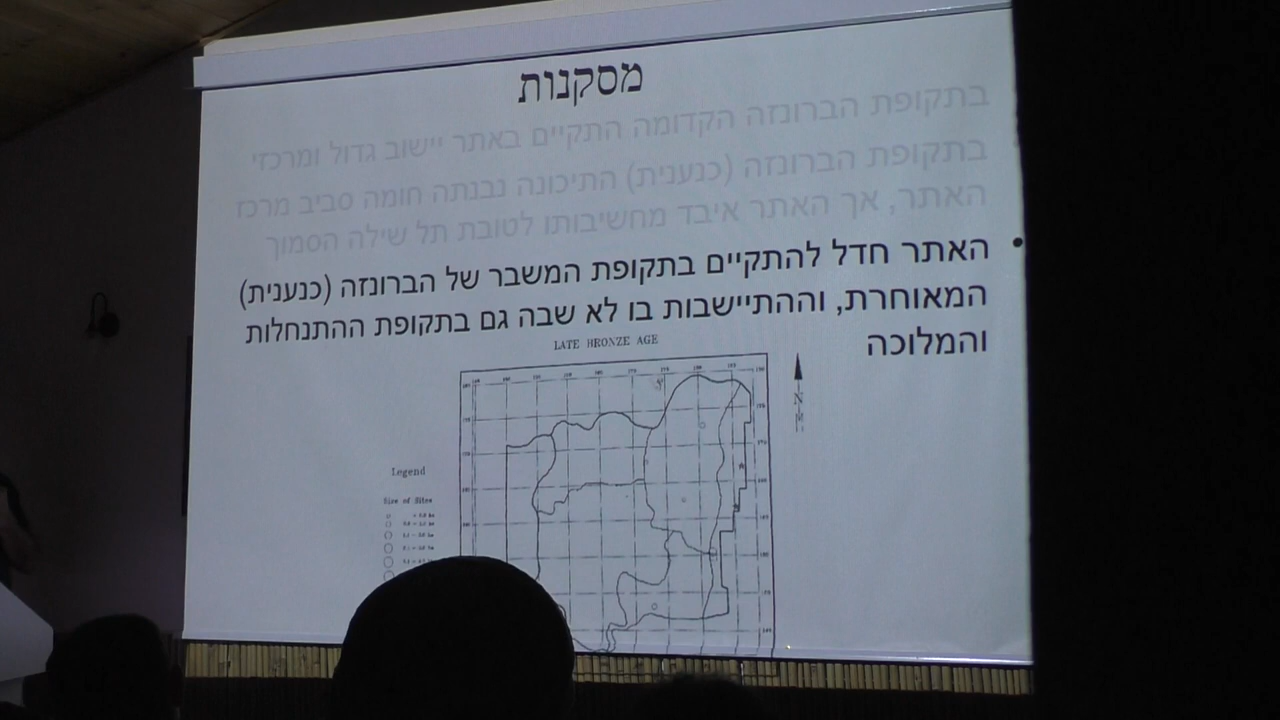 מסקנות
בתקופת הברונזה הקדומה התקיים באתר יישוב גדול ומרכזי
בתקופת הברונזה (כנענית) התיכונה נבנתה חומה סביב מרכז
האתר, אך האתר איבד מחשיבותו לטובת תל שילה הסמוך
• האתר חדל להתקיים בתקופת המשבר של הברונזה (כנענית)
המאוחרת, וההתיישבות בו לא שבה גם בתקופת ההתנחלות
והמלוכה
LATE BRONZE AGE
Legend
Size of Sites